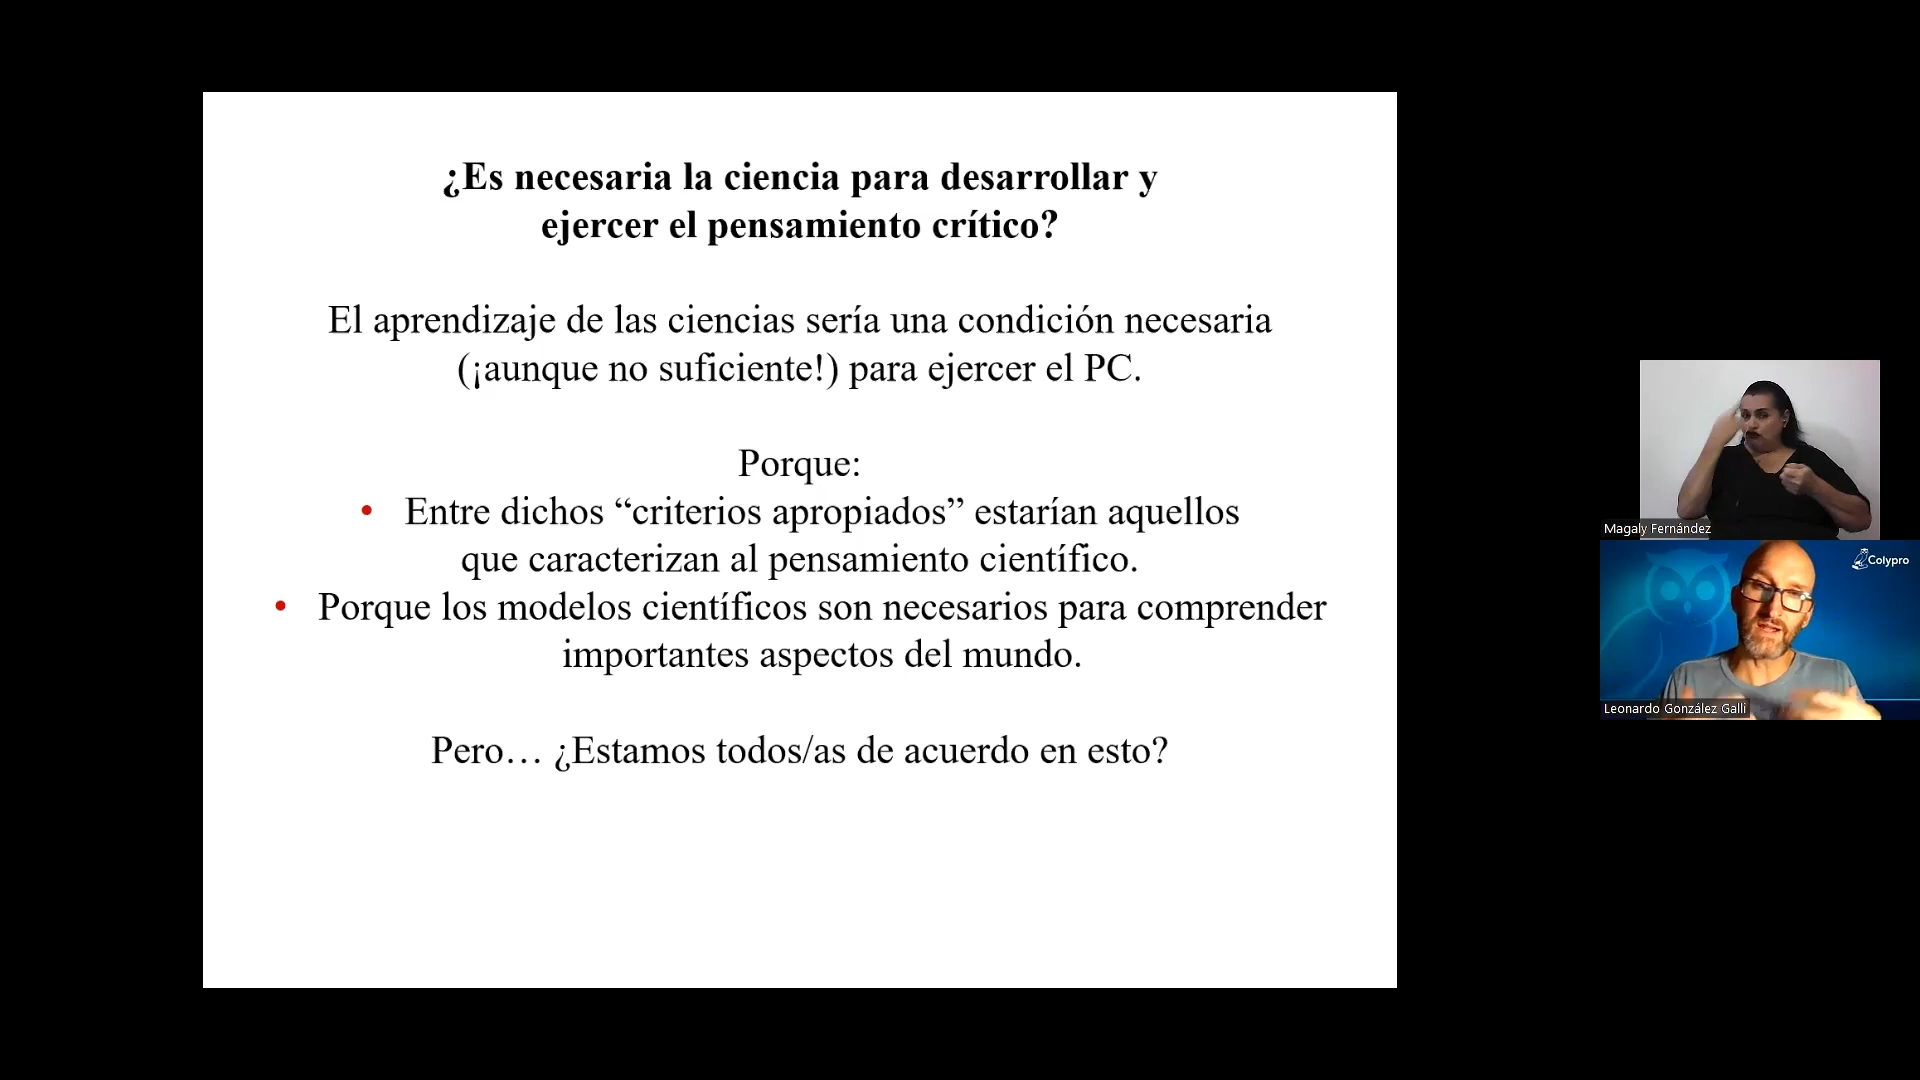 ¿Es necesaria la ciencia para desarrollar y
ejercer el pensamiento crítico?
El aprendizaje de las ciencias sería una condición necesaria
(¡aunque no suficiente!) para ejercer el PC.
Porque:
• Entre dichos “criterios apropiados” estarían aquellos
que caracterizan al pensamiento científico.
• Porque los modelos científicos son necesarios para comprender
importantes aspectos del mundo.
Pero… ¿Estamos todos/as de acuerdo en esto?
Magaly Fernández
Colypro
Leonardo González Galli